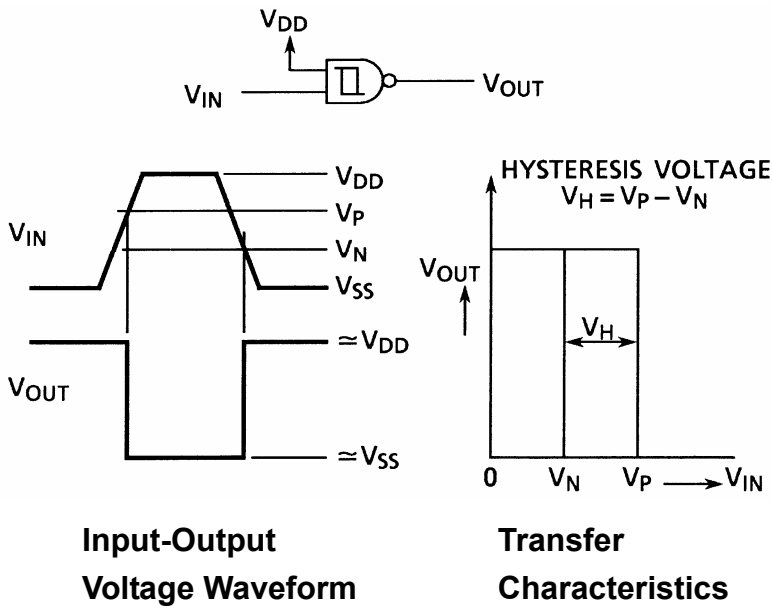 VDD
VIN
VOUT
VDD
VP
VIN
VN
VSS
≃VDD
VOUT
≃VSS
HYSTERESIS VOLTAGE
VH = VP – VN
VOUT
VH
0 VN VP VIN
Input-Output
Voltage Waveform
Transfer
Characteristics